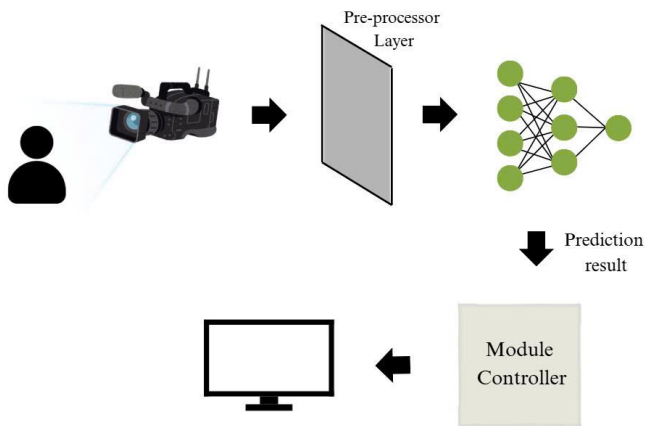 Pre-processor
Layer
Prediction
result
Module
Controller